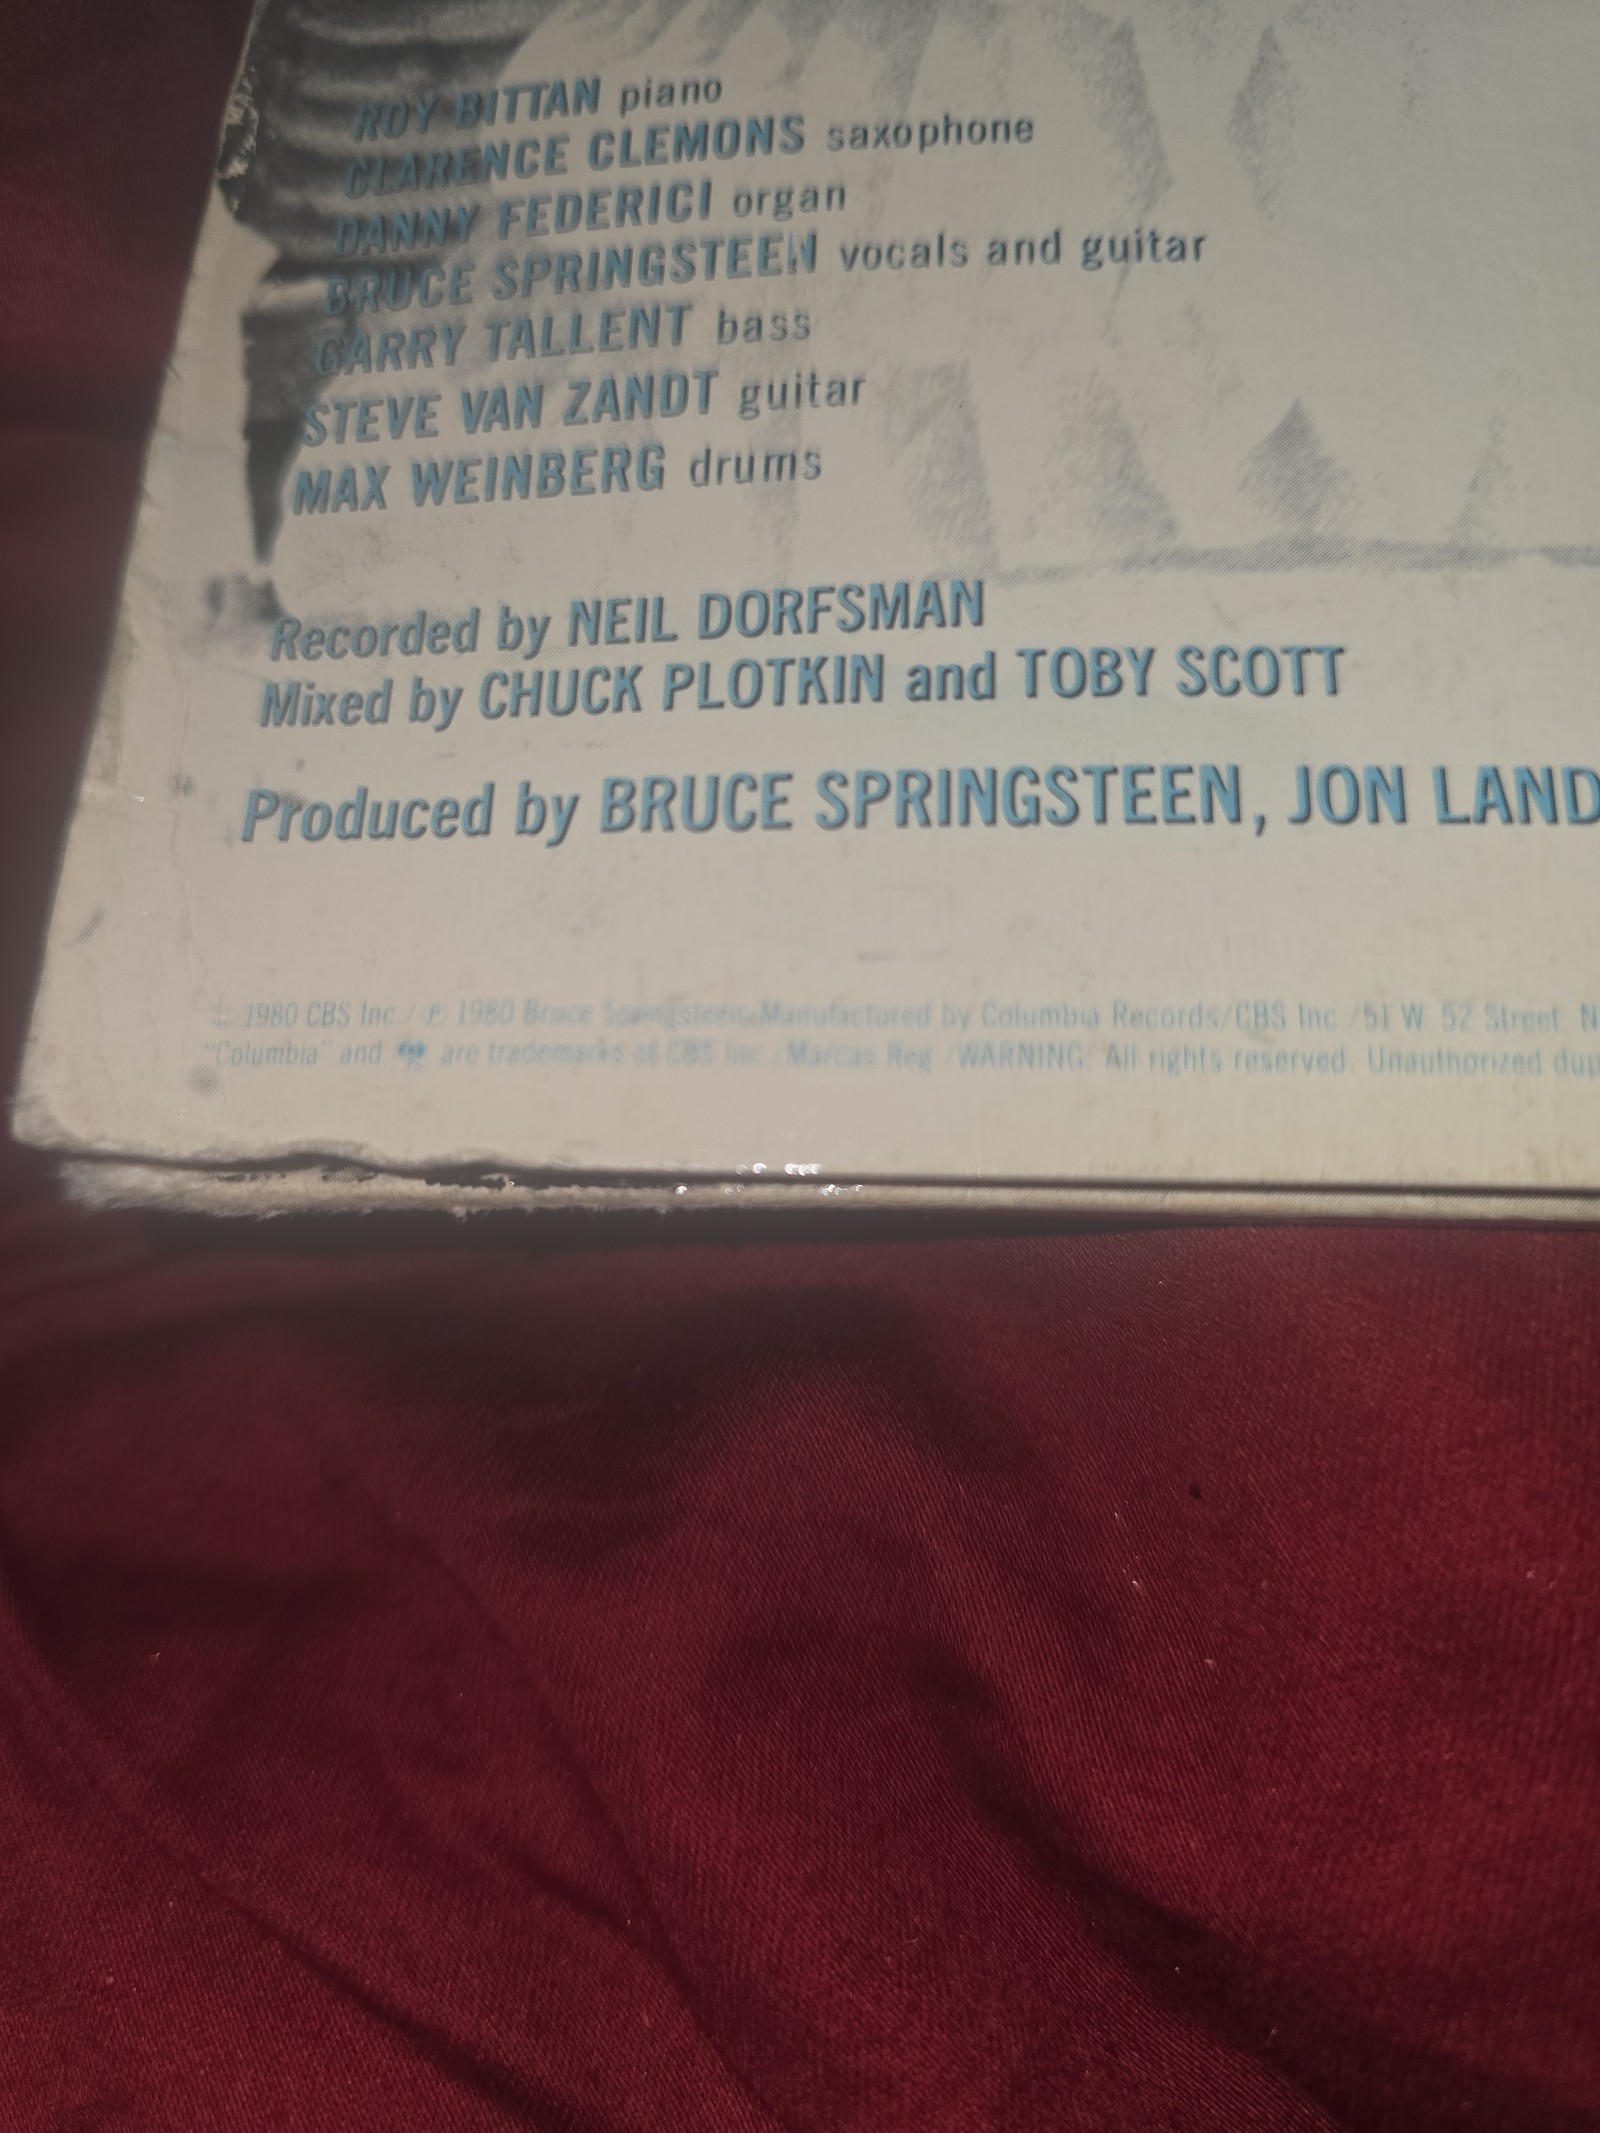 ROY BITTAN piano
CLARENCE CLEMONS saxophone
DANNY FEDERICI organ
BRUCE SPRINGSTEEN vocals and guitar
GARRY TALLENT bass
STEVE VAN ZANDT guitar
MAX WEINBERG drums
Recorded by NEIL DORFSMAN
Mixed by CHUCK PLOTKIN and TOBY SCOTT
Produced by BRUCE SPRINGSTEEN, JON LAND
© 1980 CBS Inc./ ℗ 1980 Bruce Springsteen. Manufactured by Columbia Records/CBS Inc./51 W. 52 Street, N
"Columbia" and are trademarks of CBS Inc./Marcas Reg./WARNING: All rights reserved. Unauthorized dup